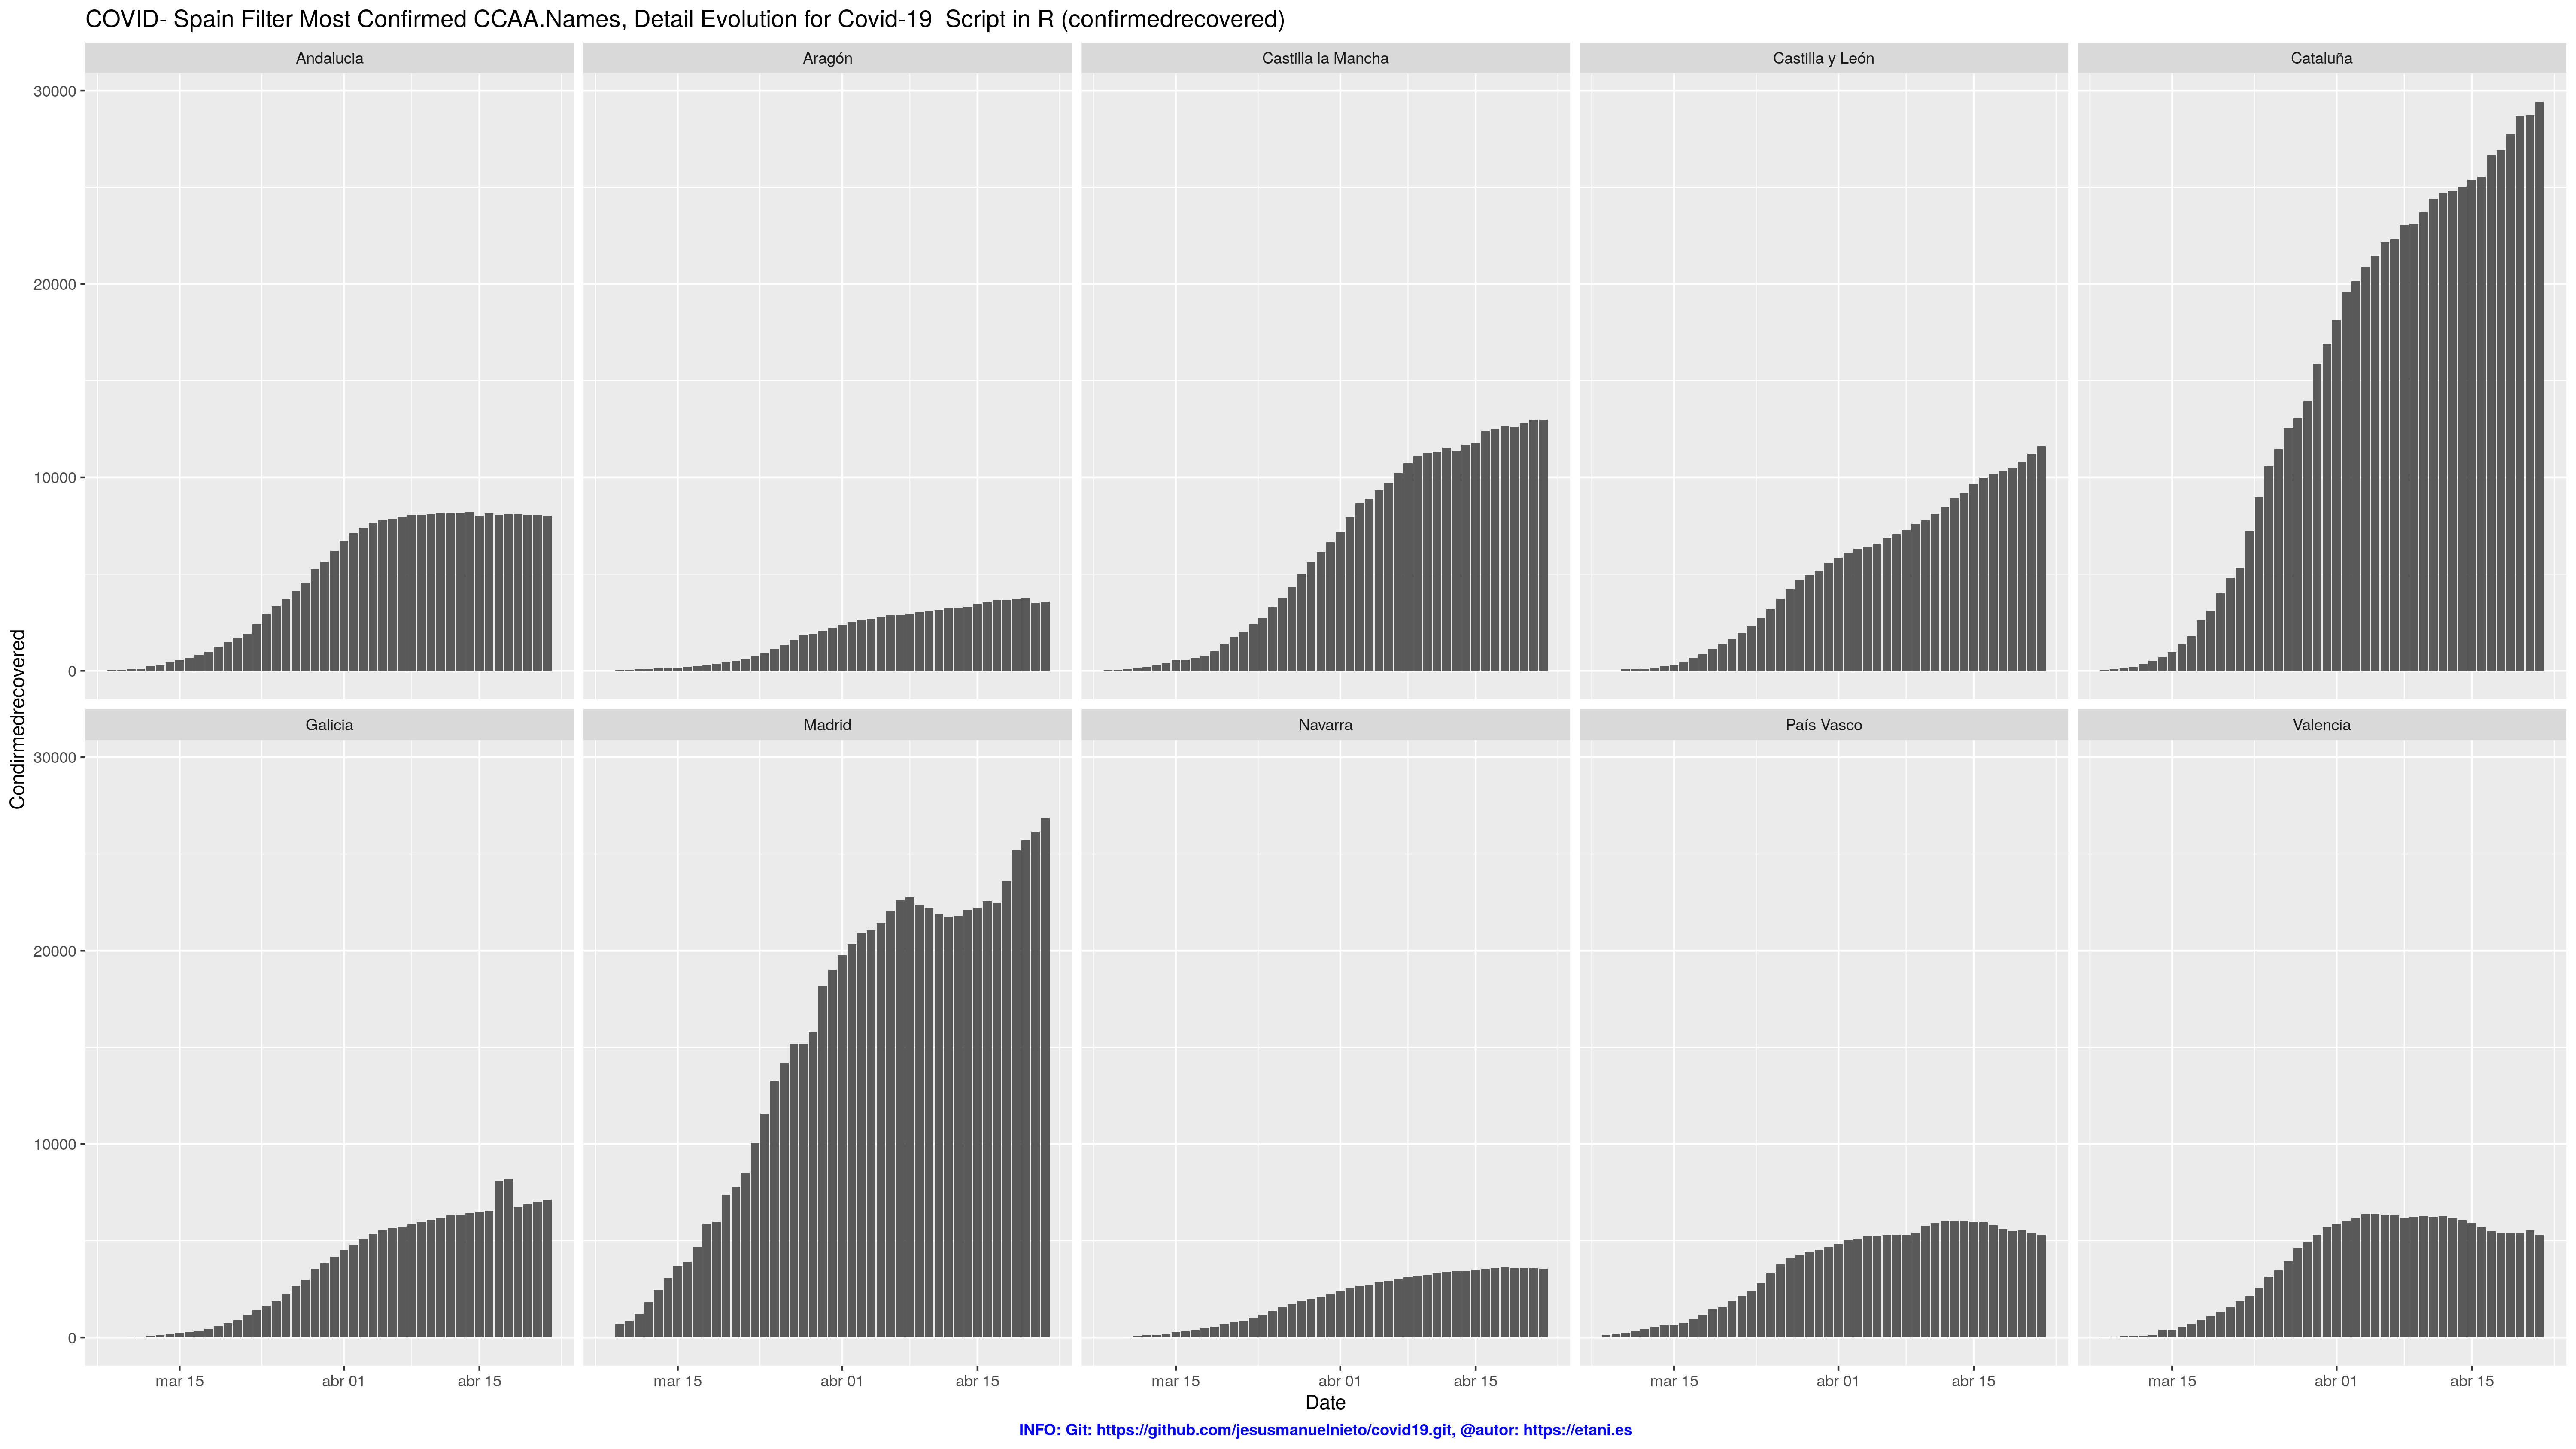 COVID- Spain Filter Most Confirmed CCAA.Names, Detail Evolution for Covid-19  Script in R (confirmedrecovered)
Andalucia
Aragón
Castilla la Mancha
Castilla y León
Cataluña
30000
20000
10000
0
Condirmedrecovered
Galicia
Madrid
Navarra
País Vasco
Valencia
30000
20000
10000
0
mar 15
abr 01
abr 15
mar 15
abr 01
abr 15
mar 15
abr 01
abr 15
mar 15
abr 01
abr 15
mar 15
abr 01
abr 15
Date
INFO: Git: https://github.com/jesusmanuelnieto/covid19.git, @autor: https://etani.es